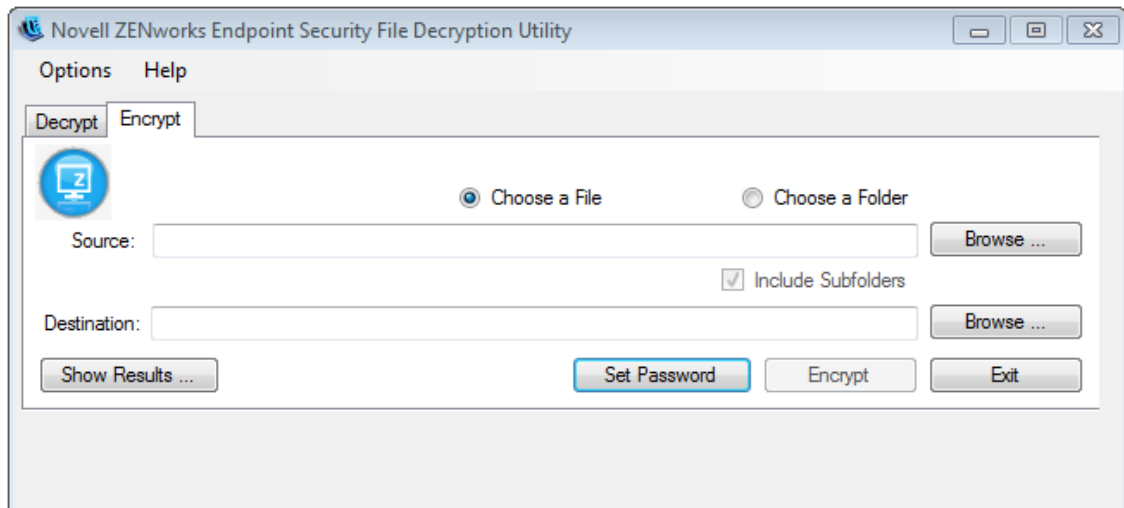 Novell ZENworks Endpoint Security File Decryption Utility
Options Help
Decrypt Encrypt
Z
Choose a File Choose a Folder
Source: Browse ...
Include Subfolders
Destination: Browse ...
Show Results ... Set Password Encrypt Exit